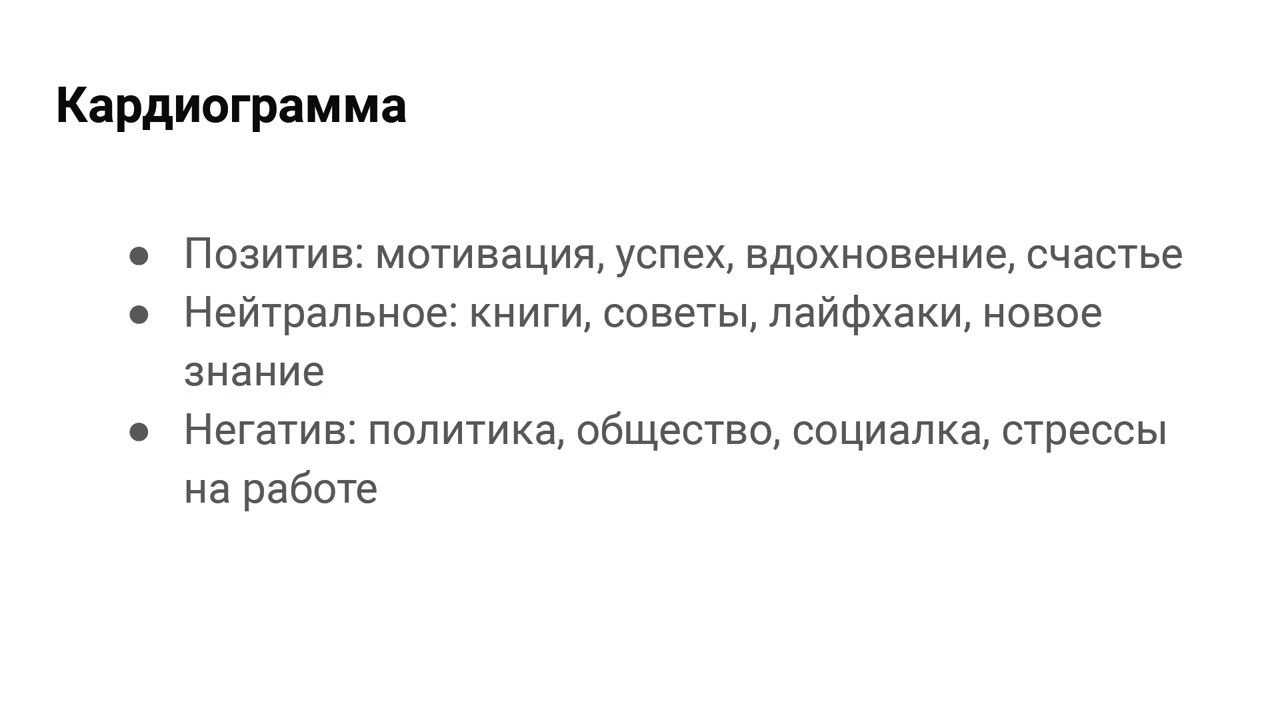 Кардиограмма
● Позитив: мотивация, успех, вдохновение, счастье
● Нейтральное: книги, советы, лайфхаки, новое
знание
● Негатив: политика, общество, социалка, стрессы
на работе